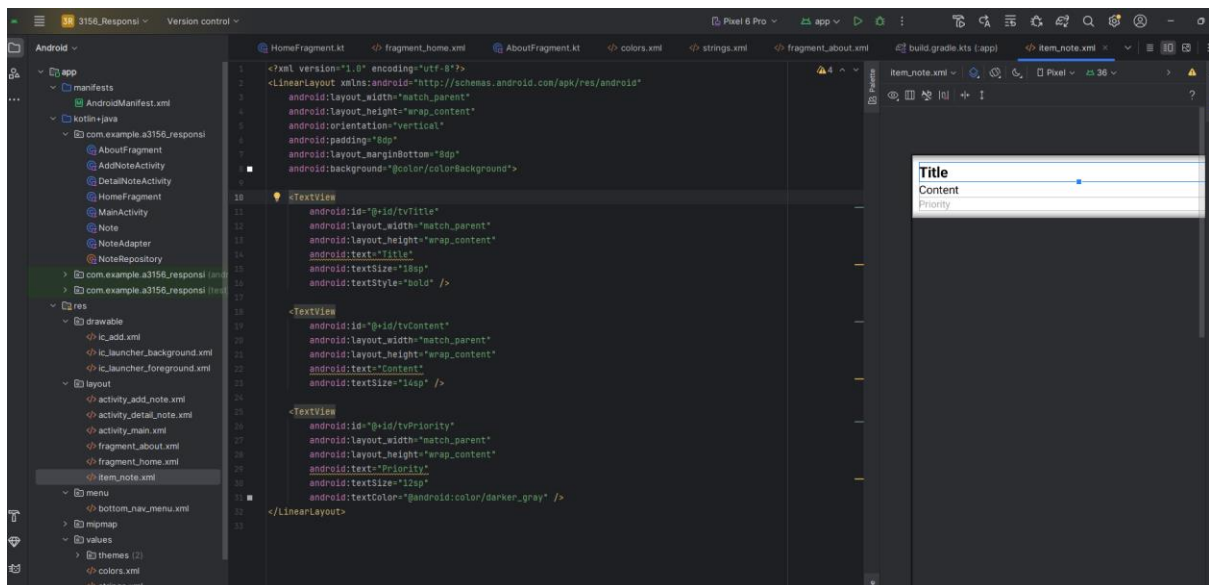 3R 3156_Responsi Version control Pixel 6 Pro app
Android
app
manifests
AndroidManifest.xml
kotlin+java
com.example.a3156_responsi
AboutFragment
AddNoteActivity
DetailNoteActivity
HomeFragment
MainActivity
Note
NoteAdapter
NoteRepository
com.example.a3156_responsi (and
com.example.a3156_responsi (test
res
drawable
ic_add.xml
ic_launcher_background.xml
ic_launcher_foreground.xml
layout
activity_add_note.xml
activity_detail_note.xml
activity_main.xml
fragment_about.xml
fragment_home.xml
item_note.xml
menu
bottom_nav_menu.xml
mipmap
values
themes (2)
colors.xml
HomeFragment.kt fragment_home.xml AboutFragment.kt colors.xml strings.xml fragment_about.xml build.gradle.kts (:app) item_note.xml
1 <?xml version="1.0" encoding="utf-8"?>
2 <LinearLayout xmlns:android="http://schemas.android.com/apk/res/android"
3 android:layout_width="match_parent"
4 android:layout_height="wrap_content"
5 android:orientation="vertical"
6 android:padding="8dp"
7 android:layout_marginBottom="8dp"
8 android:background="@color/colorBackground">
9
10 <TextView
11 android:id="@+id/tvTitle"
12 android:layout_width="match_parent"
13 android:layout_height="wrap_content"
14 android:text="Title"
15 android:textSize="18sp"
16 android:textStyle="bold" />
17
18 <TextView
19 android:id="@+id/tvContent"
20 android:layout_width="match_parent"
21 android:layout_height="wrap_content"
22 android:text="Content"
23 android:textSize="14sp" />
24
25 <TextView
26 android:id="@+id/tvPriority"
27 android:layout_width="match_parent"
28 android:layout_height="wrap_content"
29 android:text="Priority"
30 android:textSize="12sp"
31 android:textColor="@android:color/darker_gray" />
32 </LinearLayout>
33
4
Palette
item_note.xml Pixel 36
Title
Content
Priority